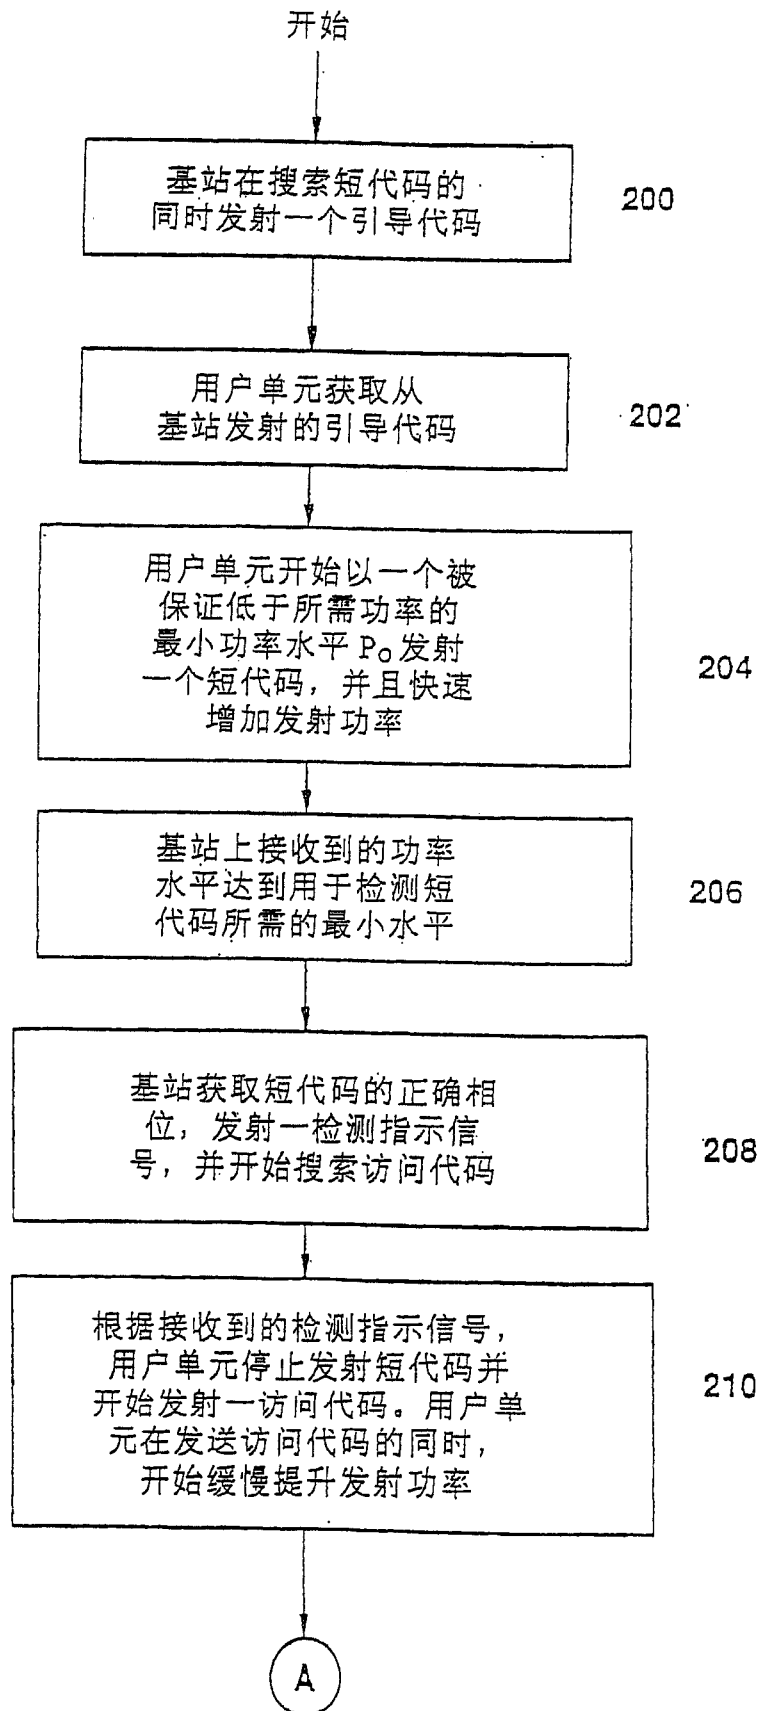 开始
基站在搜索短代码的
同时发射一个引导代码
200
用户单元获取从
基站发射的引导代码
202
用户单元开始以一个被
保证低于所需功率的
最小功率水平 P₀ 发射
一个短代码，并且快速
增加发射功率
204
基站上接收到的功率
水平达到用于检测短
代码所需的最小水平
206
基站获取短代码的正确相
位，发射一检测指示信
号，并开始搜索访问代码
208
根据接收到的检测指示信号，
用户单元停止发射短代码并
开始发射一访问代码。用户单
元在发送访问代码的同时，
开始缓慢提升发射功率
210
A